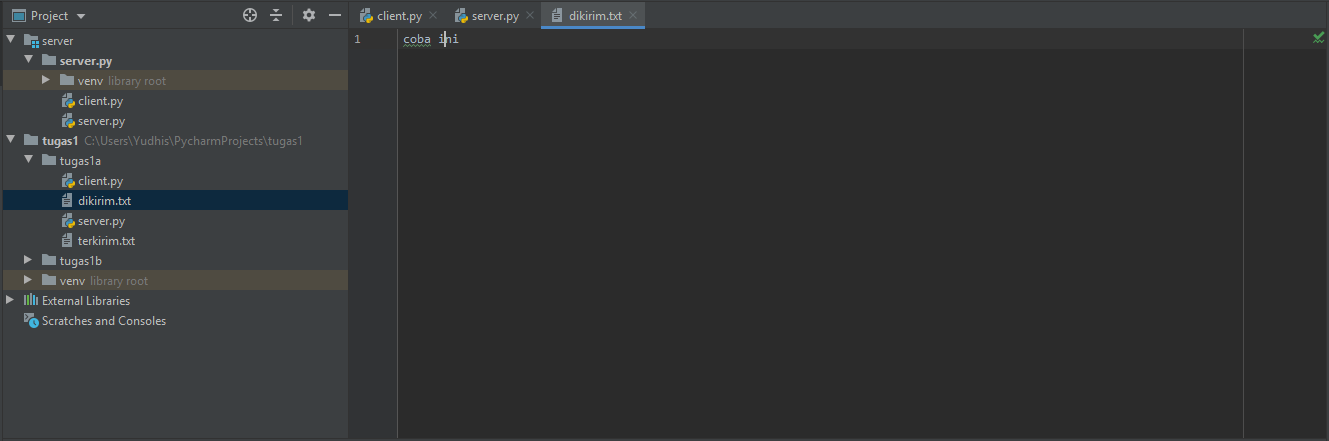 Project
client.py
server.py
dikirim.txt
server
server.py
venv library root
client.py
server.py
tugas1 C:\Users\Yudhis\PycharmProjects\tugas1
tugas1a
client.py
dikirim.txt
server.py
terkirim.txt
tugas1b
venv library root
External Libraries
Scratches and Consoles
1 coba ini